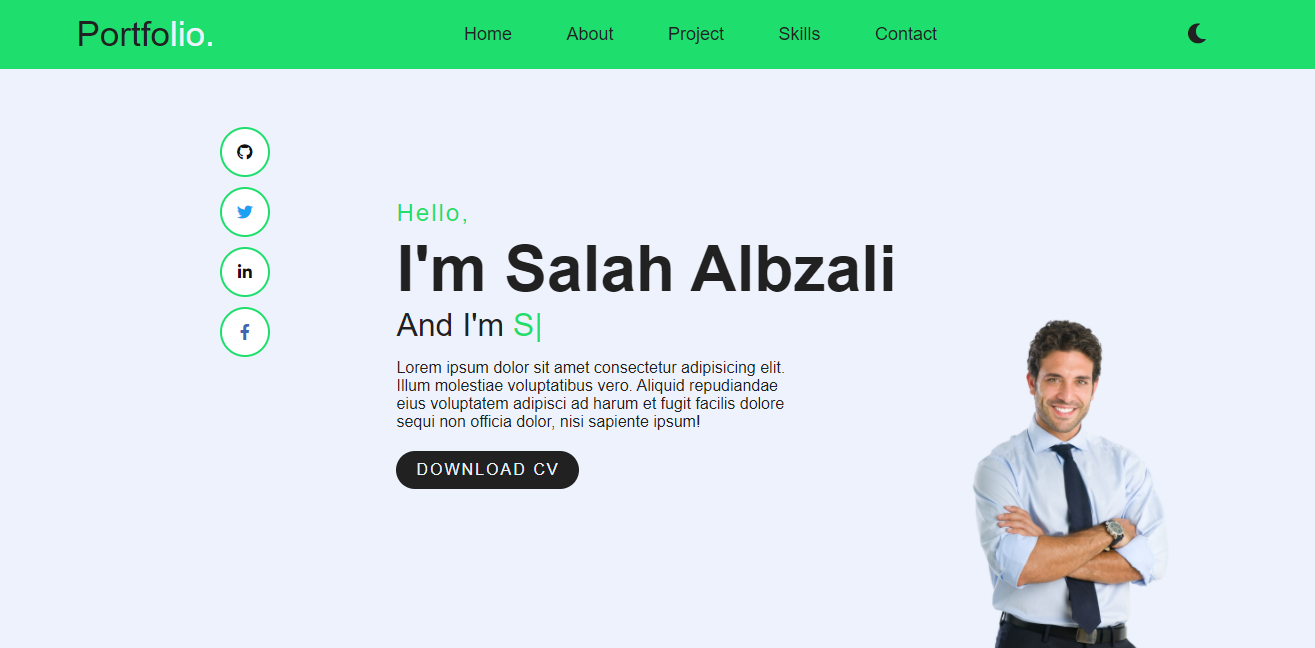 Portfolio.
Home
About
Project
Skills
Contact
in
Hello,
I'm Salah Albzali
And I'm S|
Lorem ipsum dolor sit amet consectetur adipisicing elit.
Illum molestiae voluptatibus vero. Aliquid repudiandae
eius voluptatem adipisci ad harum et fugit facilis dolore
sequi non officia dolor, nisi sapiente ipsum!
DOWNLOAD CV